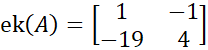 ek(A) = [1 -1
-19 4]